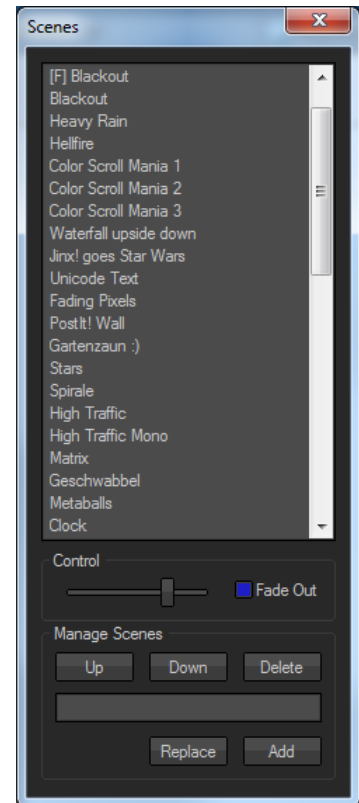 Scenes
[F] Blackout
Blackout
Heavy Rain
Hellfire
Color Scroll Mania 1
Color Scroll Mania 2
Color Scroll Mania 3
Waterfall upside down
Jinx! goes Star Wars
Unicode Text
Fading Pixels
PostIt! Wall
Gartenzaun :)
Stars
Spirale
High Traffic
High Traffic Mono
Matrix
Geschwabbel
Metaballs
Clock
Control
Fade Out
Manage Scenes
Up Down Delete
Replace Add